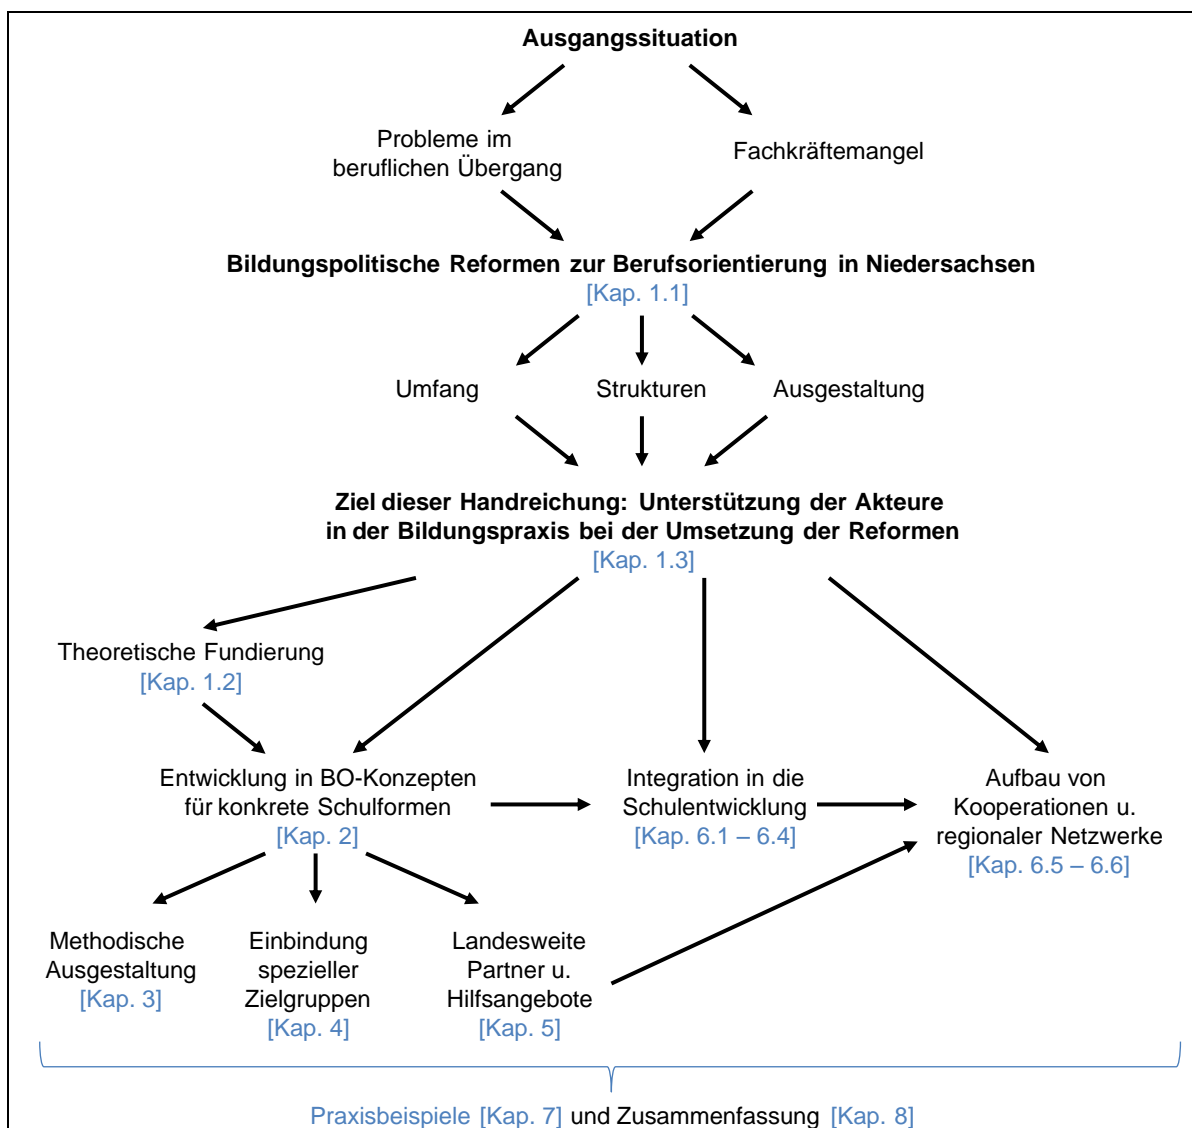 Ausgangssituation
Probleme im
beruflichen Übergang
Fachkräftemangel
Bildungspolitische Reformen zur Berufsorientierung in Niedersachsen
[Kap. 1.1]
Umfang
Strukturen
Ausgestaltung
Ziel dieser Handreichung: Unterstützung der Akteure
in der Bildungspraxis bei der Umsetzung der Reformen
[Kap. 1.3]
Theoretische Fundierung
[Kap. 1.2]
Entwicklung in BO-Konzepten
für konkrete Schulformen
[Kap. 2]
Integration in die
Schulentwicklung
[Kap. 6.1 – 6.4]
Aufbau von
Kooperationen u.
regionaler Netzwerke
[Kap. 6.5 – 6.6]
Methodische
Ausgestaltung
[Kap. 3]
Einbindung
spezieller
Zielgruppen
[Kap. 4]
Landesweite
Partner u.
Hilfsangebote
[Kap. 5]
Praxisbeispiele [Kap. 7] und Zusammenfassung [Kap. 8]